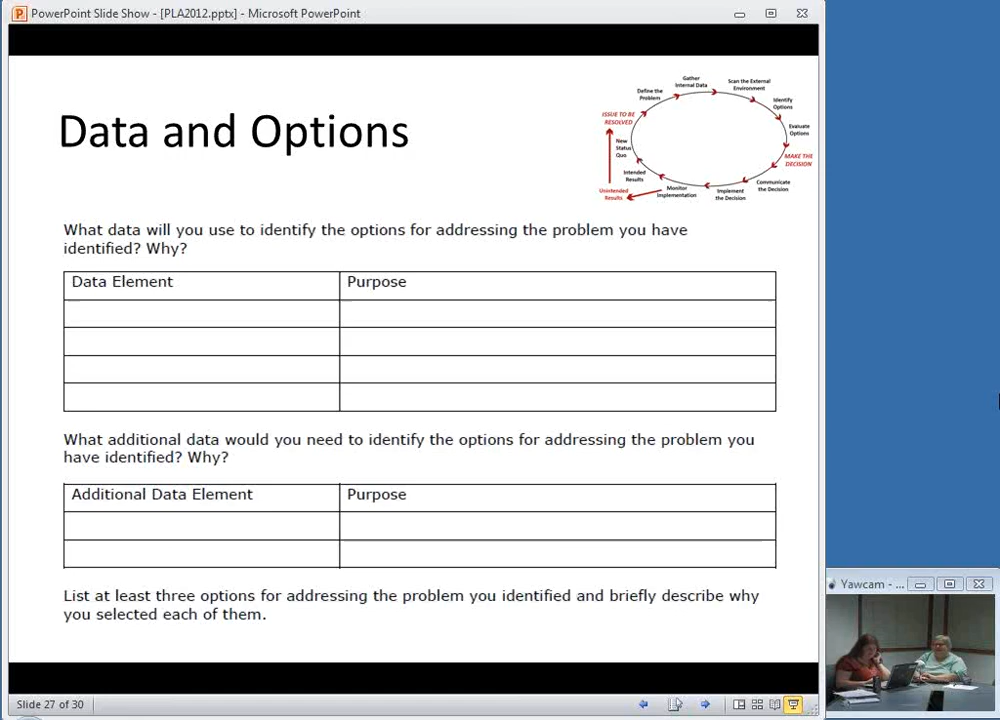 PowerPoint Slide Show - [PLA2012.pptx] - Microsoft PowerPoint
Data and Options
Gather
Internal Data
Scan the External
Environment
Define the
Problem
Identify
Options
ISSUE TO BE
RESOLVED
Evaluate
Options
New
Status
Quo
MAKE THE
DECISION
Intended
Results
Communicate
the Decision
Unintended
Results
Monitor
Implementation
Implement
the Decision
What data will you use to identify the options for addressing the problem you have
identified? Why?
Data Element Purpose
What additional data would you need to identify the options for addressing the problem you
have identified? Why?
Additional Data Element Purpose
List at least three options for addressing the problem you identified and briefly describe why
you selected each of them.
Yawcam - ...
Slide 27 of 30